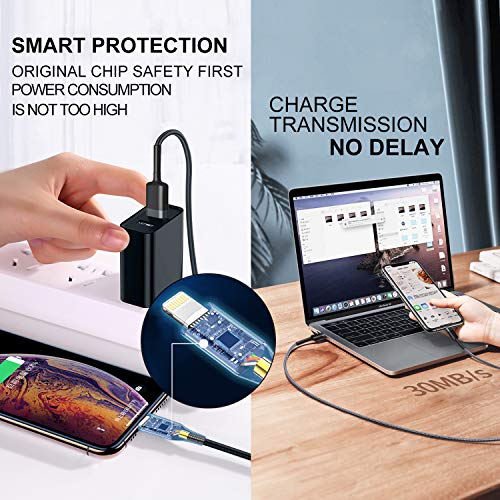 SMART PROTECTION
ORIGINAL CHIP SAFETY FIRST
POWER CONSUMPTION
IS NOT TOO HIGH
CHARGE
TRANSMISSION
NO DELAY
30MB/s